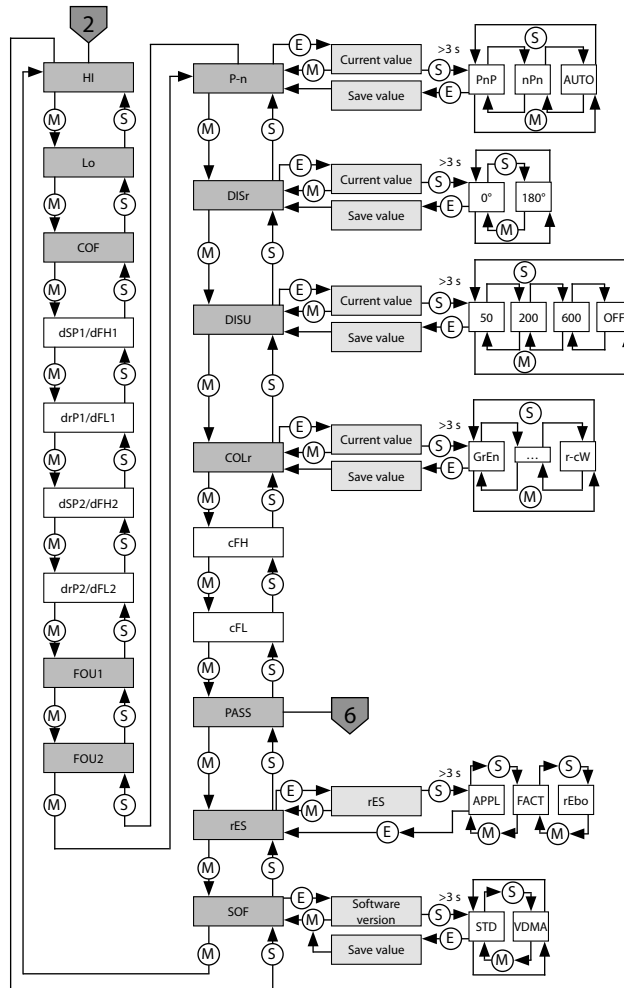 2
HI
M
S
Lo
M
S
COF
M
S
dSP1/dFH1
M
S
drP1/dFL1
M
S
dSP2/dFH2
M
S
drP2/dFL2
M
S
FOU1
M
S
FOU2
M
S
P-n
E
M
Current value
Save value
>3 s
S
E
PnP
nPn
AUTO
S
M
M
S
DISr
E
M
Current value
Save value
>3 s
S
E
0°
180°
S
M
M
S
DISU
E
M
Current value
Save value
>3 s
S
E
50
200
600
OFF
S
M
M
S
COLr
E
M
Current value
Save value
>3 s
S
E
GrEn
...
r-cW
S
M
M
S
cFH
M
S
cFL
M
S
PASS
6
M
S
rES
E
M
rES
>3 s
S
E
APPL
FACT
rEbo
S
M
S
M
M
S
SOF
E
M
Software
version
Save value
>3 s
S
E
STD
VDMA
S
M
M
S